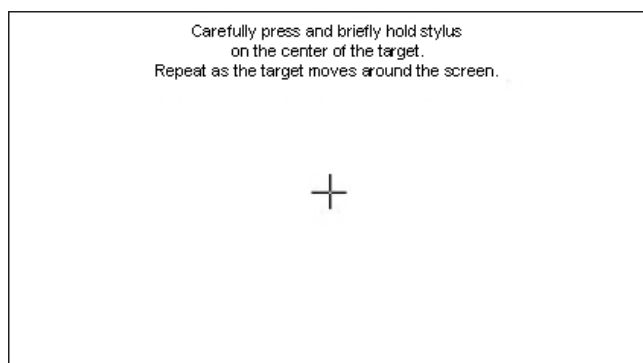 Carefully press and briefly hold stylus
on the center of the target.
Repeat as the target moves around the screen.